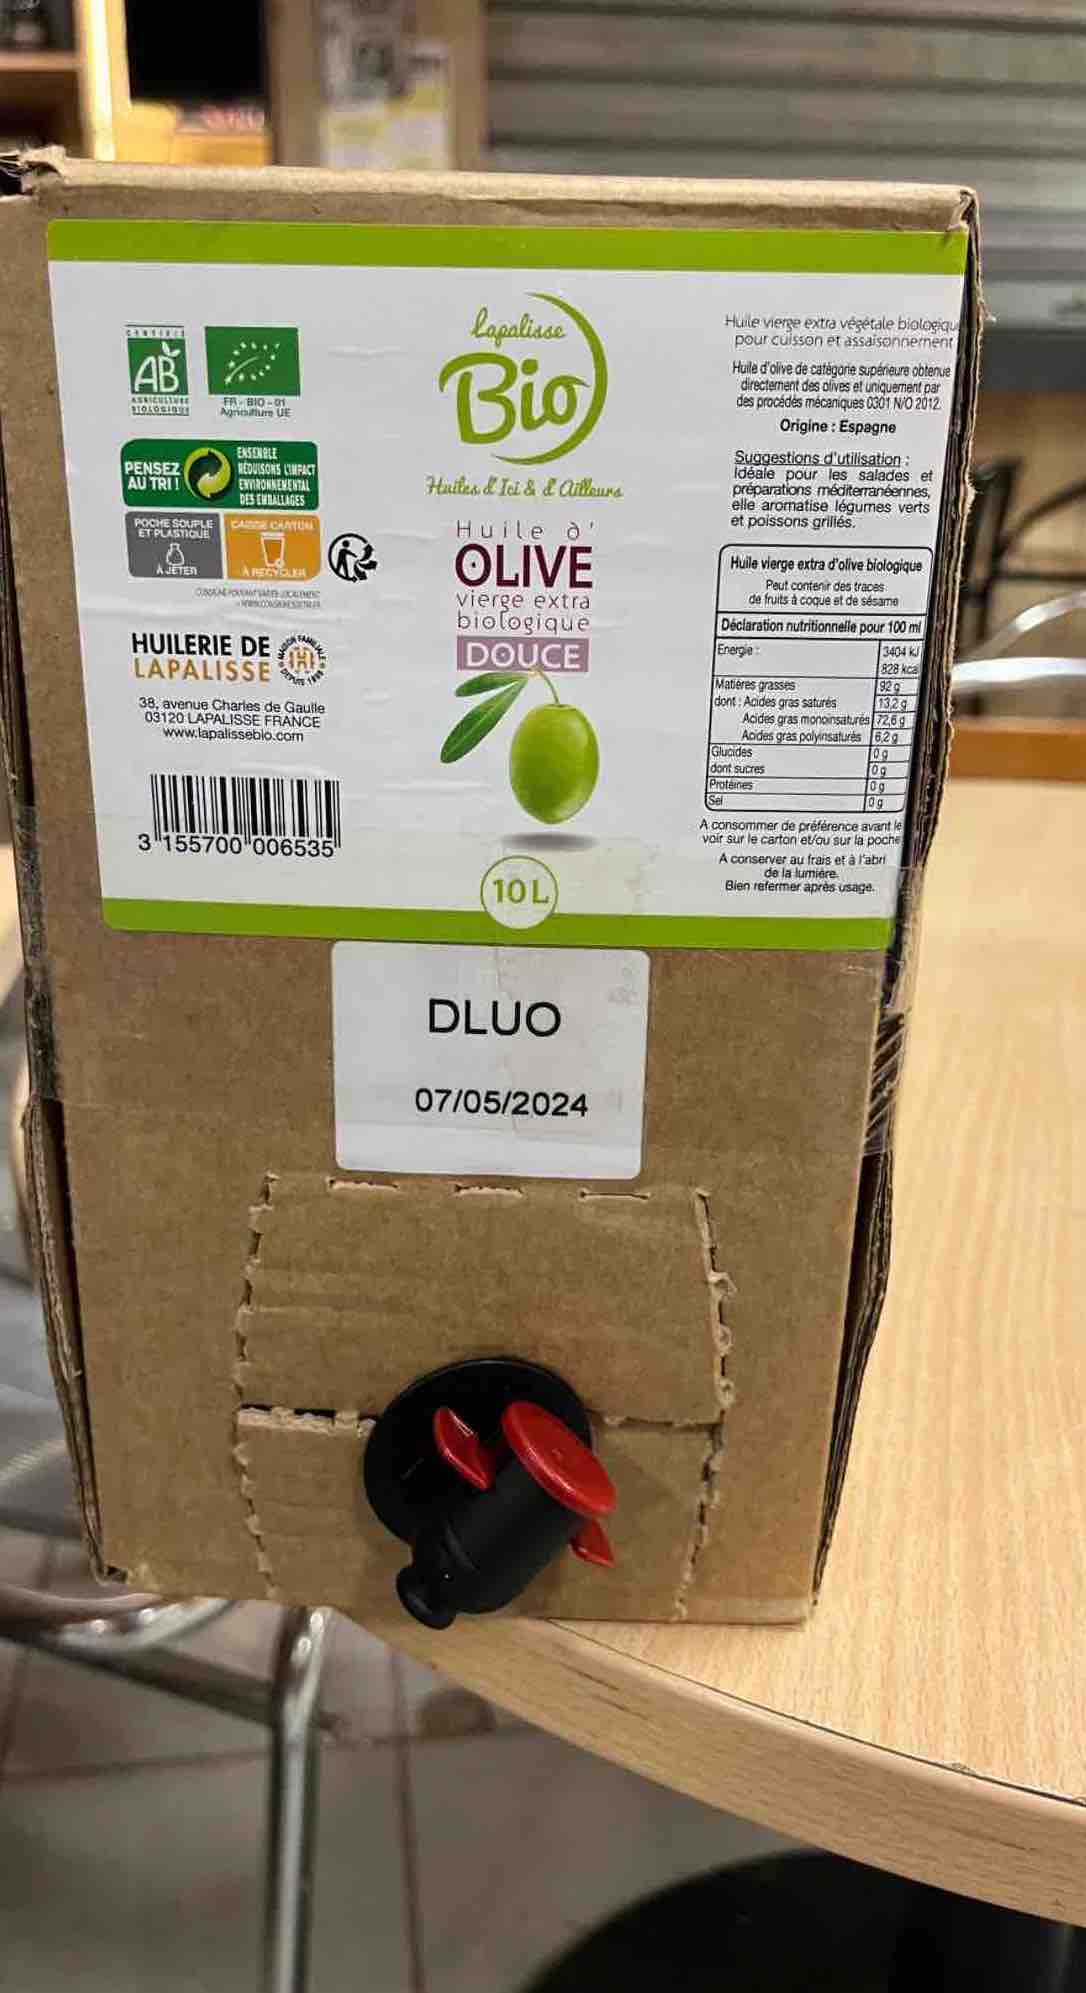 CERTIFIÉ
AB
AGRICULTURE
BIOLOGIQUE
FR - BIO - 01
Agriculture UE
PENSEZ
AU TRI !
ENSEMBLE
RÉDUISONS L'IMPACT
ENVIRONNEMENTAL
DES EMBALLAGES
POCHE SOUPLE
ET PLASTIQUE
À JETER
CAISSE CARTON
À RECYCLER
HUILERIE DE
LAPALISSE
38, avenue Charles de Gaulle
03120 LAPALISSE FRANCE
www.lapalissebio.com
3 155700 006535
Lapalisse
Bio
Huiles d'Ici & d'Ailleurs
Huile d'
OLIVE
vierge extra
biologique
DOUCE
10 L
Huile vierge extra végétale biologiqu
pour cuisson et assaisonnement
Huile d'olive de catégorie supérieure obtenue
directement des olives et uniquement par
des procédés mécaniques 0301 N/O 2012.
Origine : Espagne
Suggestions d'utilisation :
Idéale pour les salades et
préparations méditerranéennes,
elle aromatise légumes verts
et poissons grillés.
Huile vierge extra d'olive biologique
Peut contenir des traces
de fruits à coque et de sésame
Déclaration nutritionnelle pour 100 ml
Energie : 3404 kJ
828 kcal
Matières grasses 92 g
dont : Acides gras saturés 13,2 g
Acides gras monoinsaturés 72,6 g
Acides gras polyinsaturés 6,2 g
Glucides 0 g
dont sucres 0 g
Protéines 0 g
Sel 0 g
A consommer de préférence avant le
voir sur le carton et/ou sur la poche
A conserver au frais et à l'abri
de la lumière.
Bien refermer après usage.
DLUO
07/05/2024